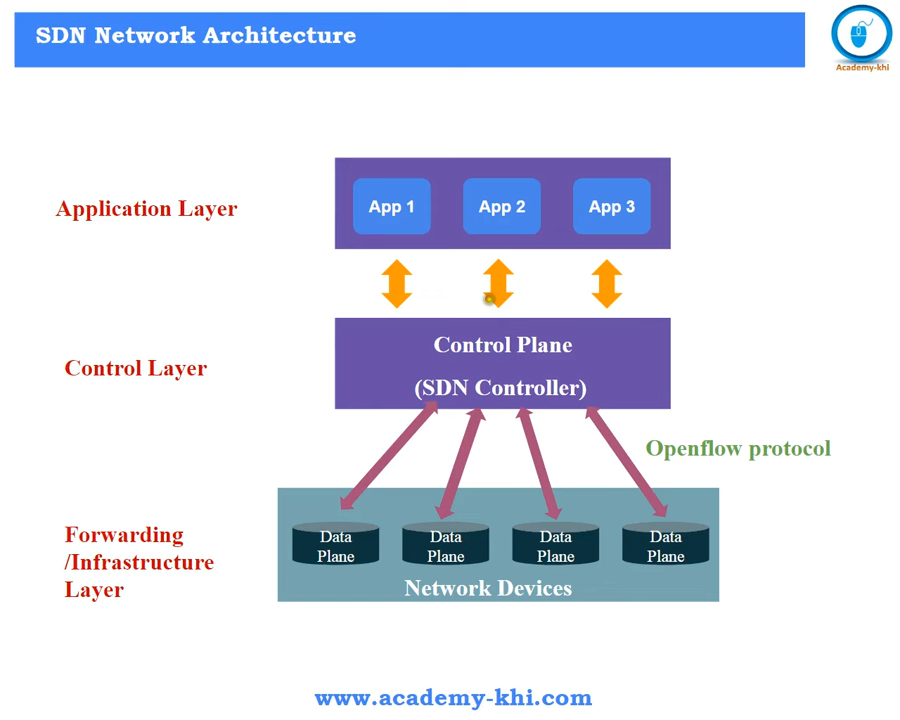 SDN Network Architecture
Academy-khi
Application Layer
App 1
App 2
App 3
Control Layer
Control Plane
(SDN Controller)
Openflow protocol
Forwarding
/Infrastructure
Layer
Data
Plane
Data
Plane
Data
Plane
Data
Plane
Network Devices
www.academy-khi.com